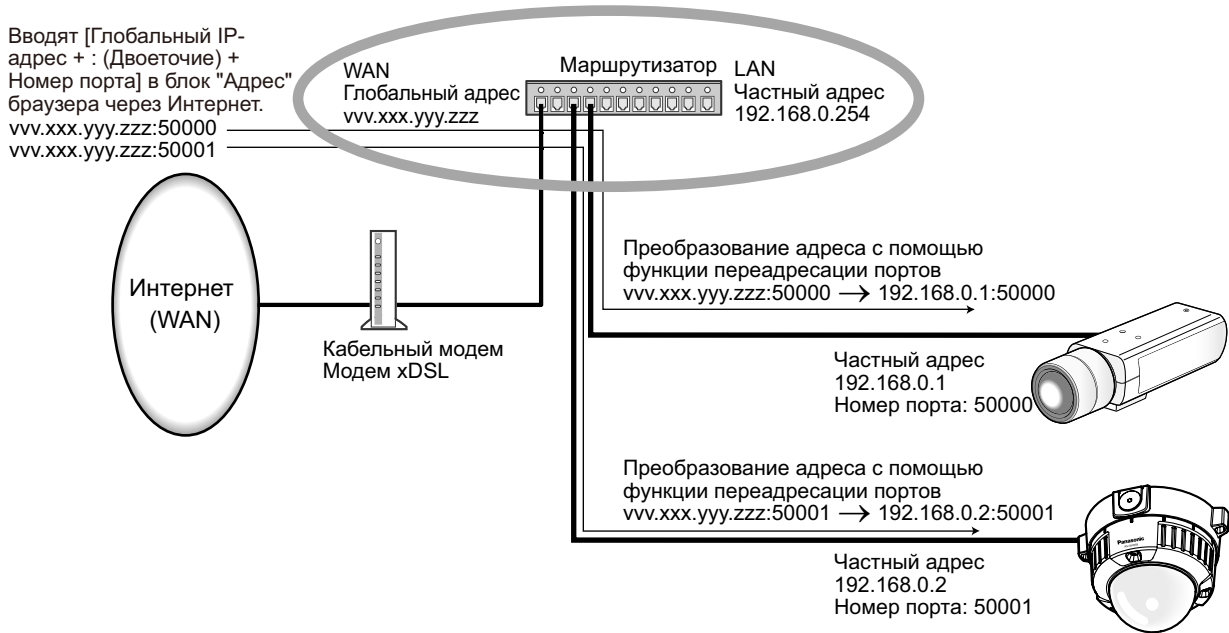 Вводят [Глобальный IP-
адрес + : (Двоеточие) +
Номер порта] в блок "Адрес"
браузера через Интернет.
vvv.xxx.yyy.zzz:50000
vvv.xxx.yyy.zzz:50001
WAN
Глобальный адрес
vvv.xxx.yyy.zzz
Маршрутизатор
LAN
Частный адрес
192.168.0.254
Интернет
(WAN)
Кабельный модем
Модем xDSL
Преобразование адреса с помощью
функции переадресации портов
vvv.xxx.yyy.zzz:50000 → 192.168.0.1:50000
Частный адрес
192.168.0.1
Номер порта: 50000
Преобразование адреса с помощью
функции переадресации портов
vvv.xxx.yyy.zzz:50001 → 192.168.0.2:50001
Panasonic
Частный адрес
192.168.0.2
Номер порта: 50001